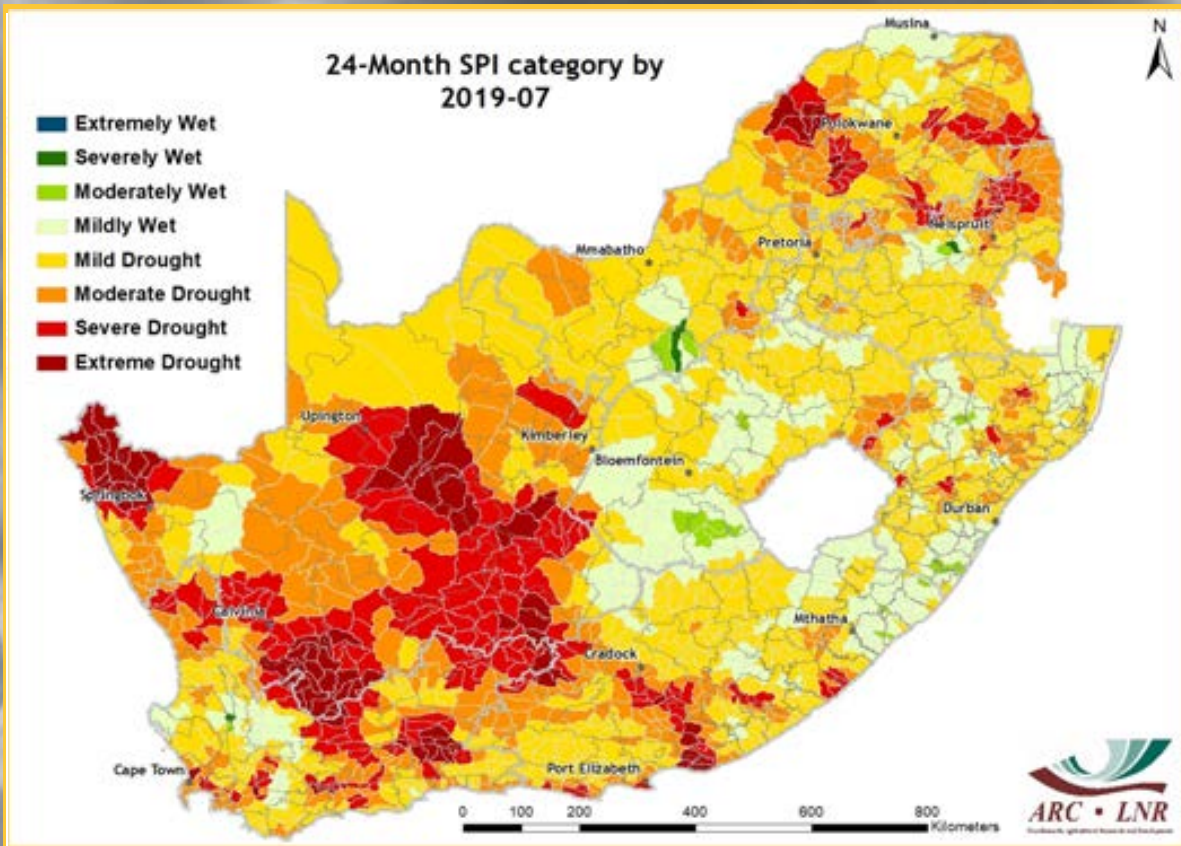 24-Month SPI category by
2019-07
N
Extremely Wet
Severely Wet
Moderately Wet
Mildly Wet
Mild Drought
Moderate Drought
Severe Drought
Extreme Drought
Musina
Polokwane
Nelspruit
Pretoria
Mmabatho
Upington
Kimberley
Bloemfontein
Springbok
Durban
Calvinia
Mthatha
Cradock
Cape Town
Port Elizabeth
0 100 200 400 600 800
Kilometers
ARC • LNR